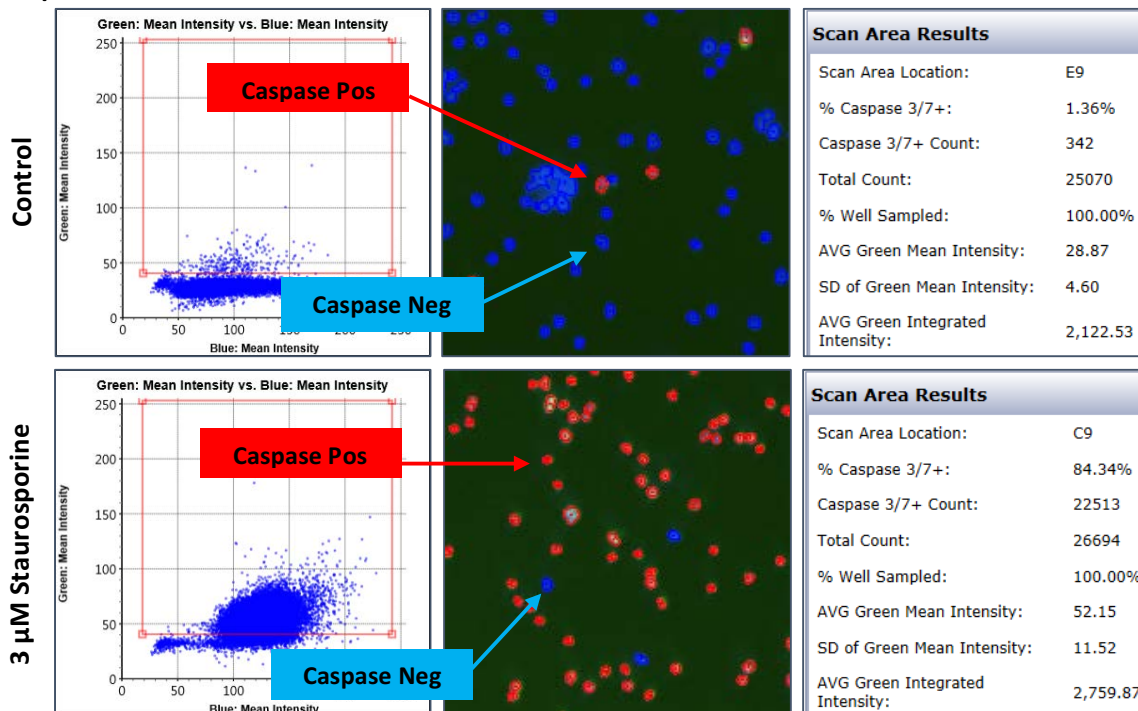 Control
Green: Mean Intensity vs. Blue: Mean Intensity
Green: Mean Intensity
250
200
150
100
50
0
0
50
100
150
200
250
Blue: Mean Intensity
Caspase Pos
Caspase Neg
Scan Area Results
Scan Area Location: E9
% Caspase 3/7+: 1.36%
Caspase 3/7+ Count: 342
Total Count: 25070
% Well Sampled: 100.00%
AVG Green Mean Intensity: 28.87
SD of Green Mean Intensity: 4.60
AVG Green Integrated
Intensity: 2,122.53
3 µM Staurosporine
Green: Mean Intensity vs. Blue: Mean Intensity
Green: Mean Intensity
250
200
150
100
50
0
0
50
100
Blue: Mean Intensity
Caspase Pos
Caspase Neg
Scan Area Results
Scan Area Location: C9
% Caspase 3/7+: 84.34%
Caspase 3/7+ Count: 22513
Total Count: 26694
% Well Sampled: 100.00%
AVG Green Mean Intensity: 52.15
SD of Green Mean Intensity: 11.52
AVG Green Integrated
Intensity: 2,759.87